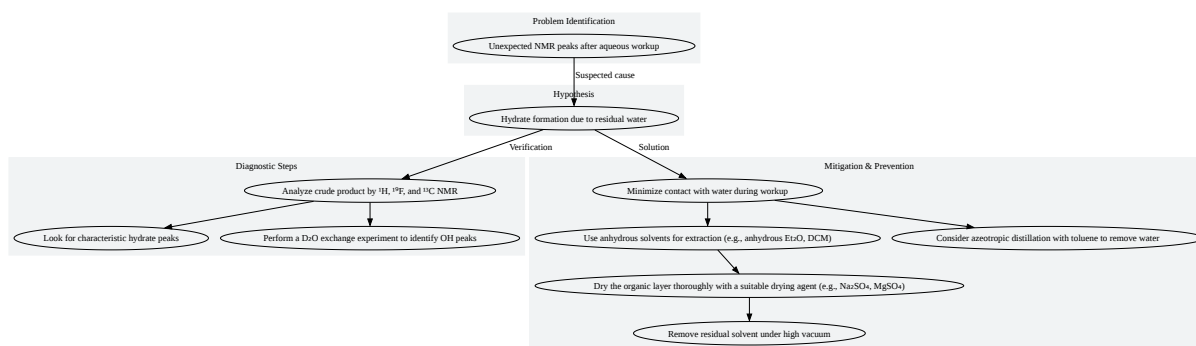 Problem Identification
Unexpected NMR peaks after aqueous workup
Suspected cause
Hypothesis
Hydrate formation due to residual water
Verification
Solution
Diagnostic Steps
Mitigation & Prevention
Analyze crude product by ¹H, ¹⁹F, and ¹³C NMR
Minimize contact with water during workup
Look for characteristic hydrate peaks
Perform a D₂O exchange experiment to identify OH peaks
Use anhydrous solvents for extraction (e.g., anhydrous Et₂O, DCM)
Consider azeotropic distillation with toluene to remove water
Dry the organic layer thoroughly with a suitable drying agent (e.g., Na₂SO₄, MgSO₄)
Remove residual solvent under high vacuum